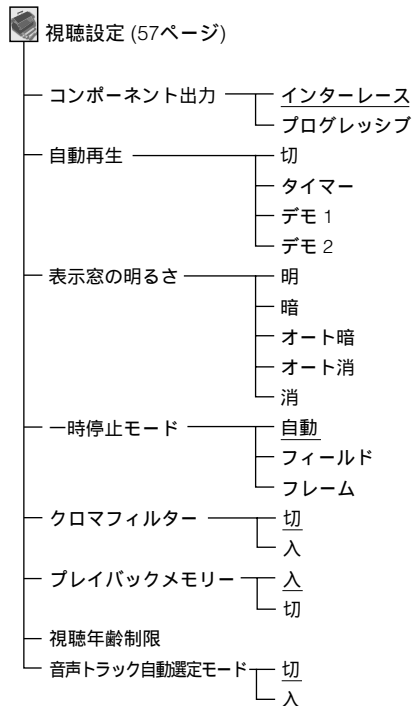 視聴設定 (57ページ)
コンポーネント出力 インターレース
プログレッシブ
自動再生 切
タイマー
デモ 1
デモ 2
表示窓の明るさ 明
暗
オート暗
オート消
消
一時停止モード 自動
フィールド
フレーム
クロマフィルター 切
入
プレイバックメモリー 入
切
視聴年齢制限
音声トラック自動選定モード 切
入